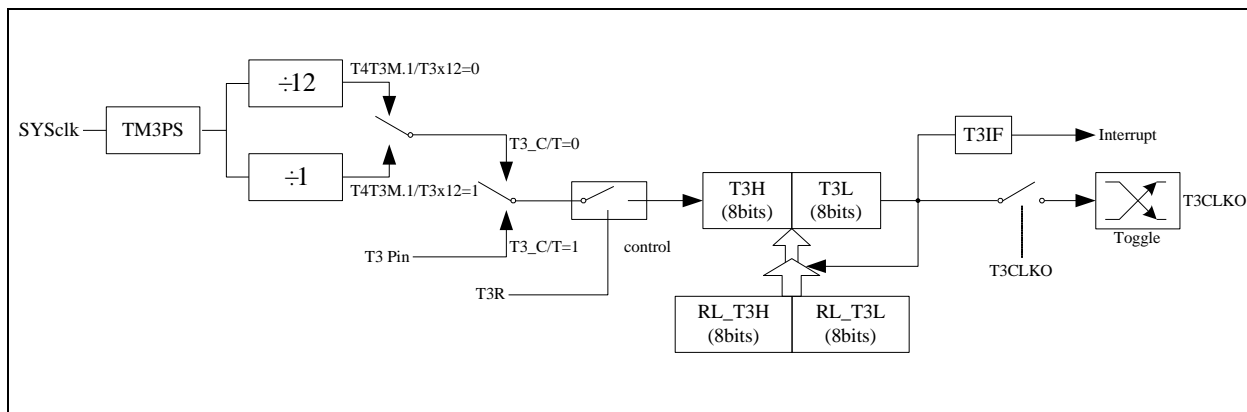 ÷12
T4T3M.1/T3x12=0
SYSclk
TM3PS
÷1
T4T3M.1/T3x12=1
T3_C/T=0
T3 Pin
T3_C/T=1
control
T3R
T3H
(8bits)
T3L
(8bits)
RL_T3H
(8bits)
RL_T3L
(8bits)
T3IF
Interrupt
T3CLKO
Toggle
T3CLKO